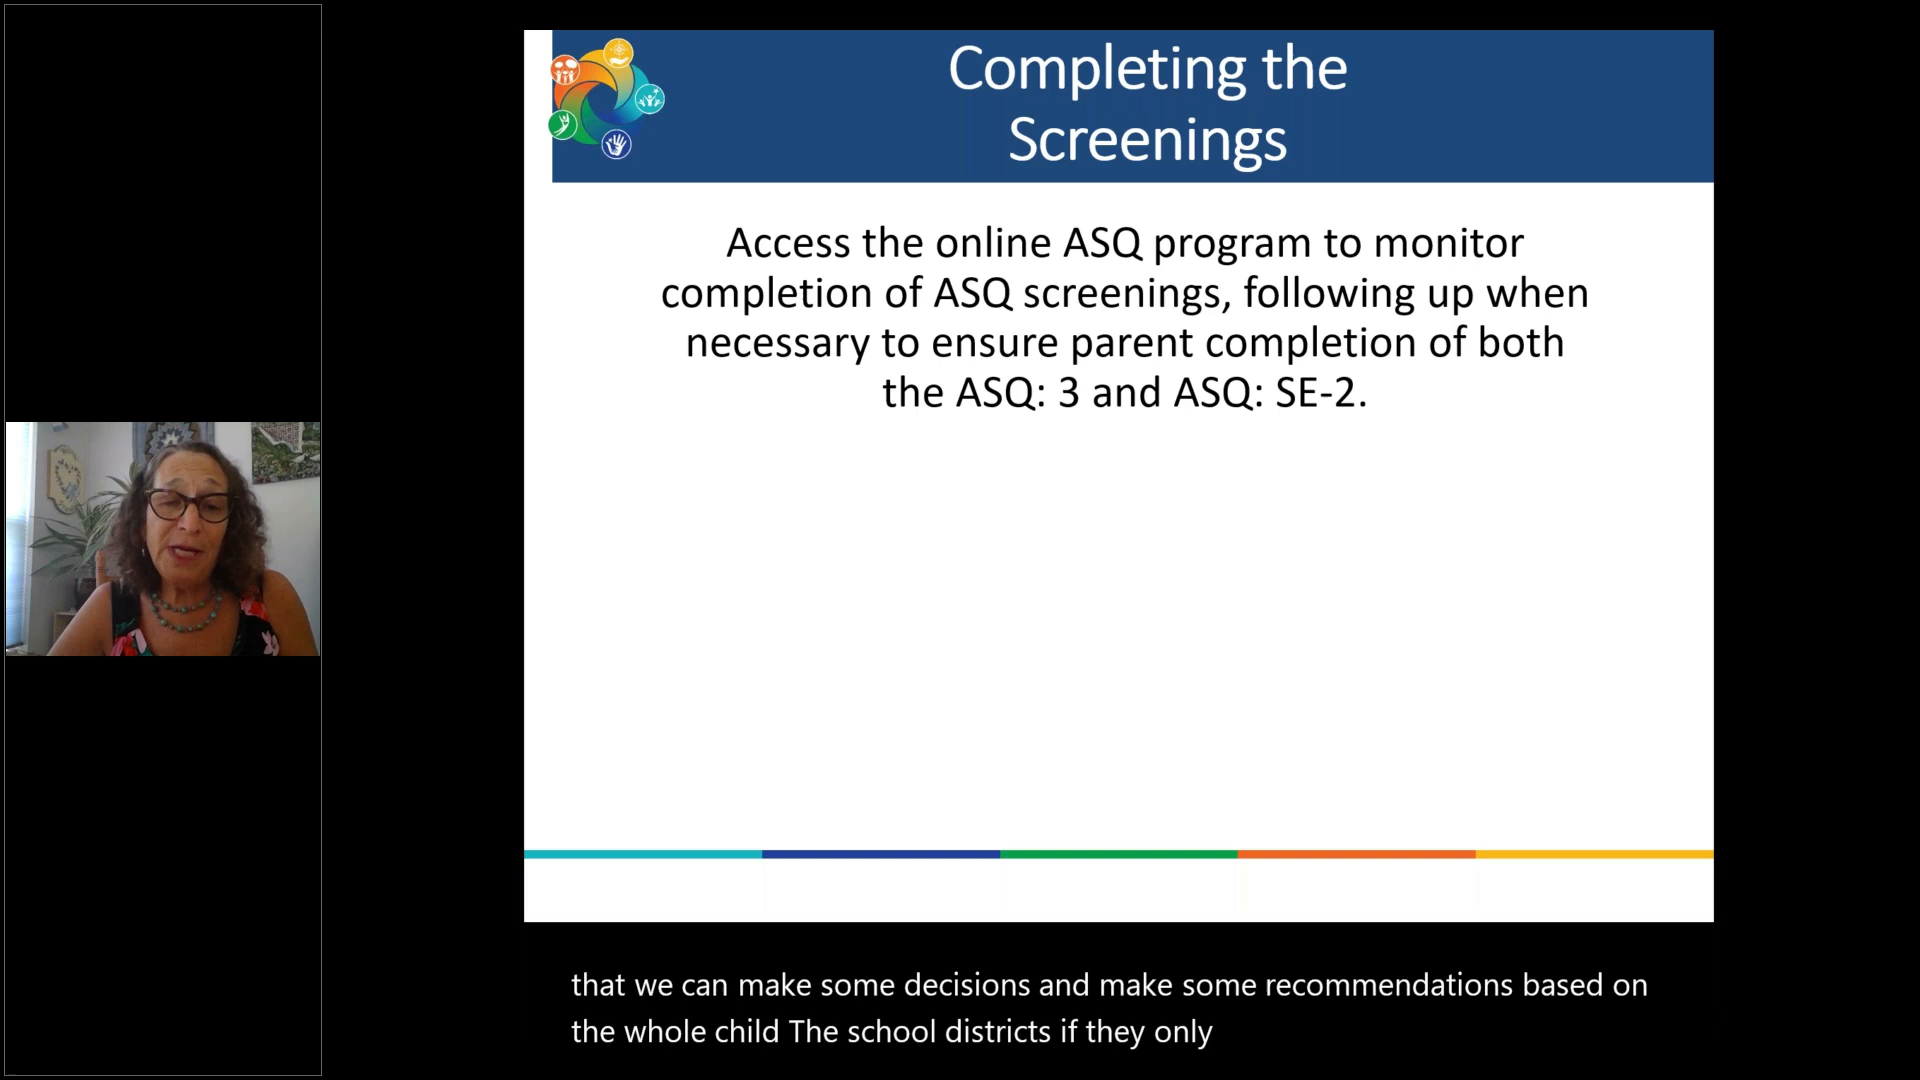 Completing the
Screenings
Access the online ASQ program to monitor
completion of ASQ screenings, following up when
necessary to ensure parent completion of both
the ASQ: 3 and ASQ: SE-2.
that we can make some decisions and make some recommendations based on
the whole child The school districts if they only